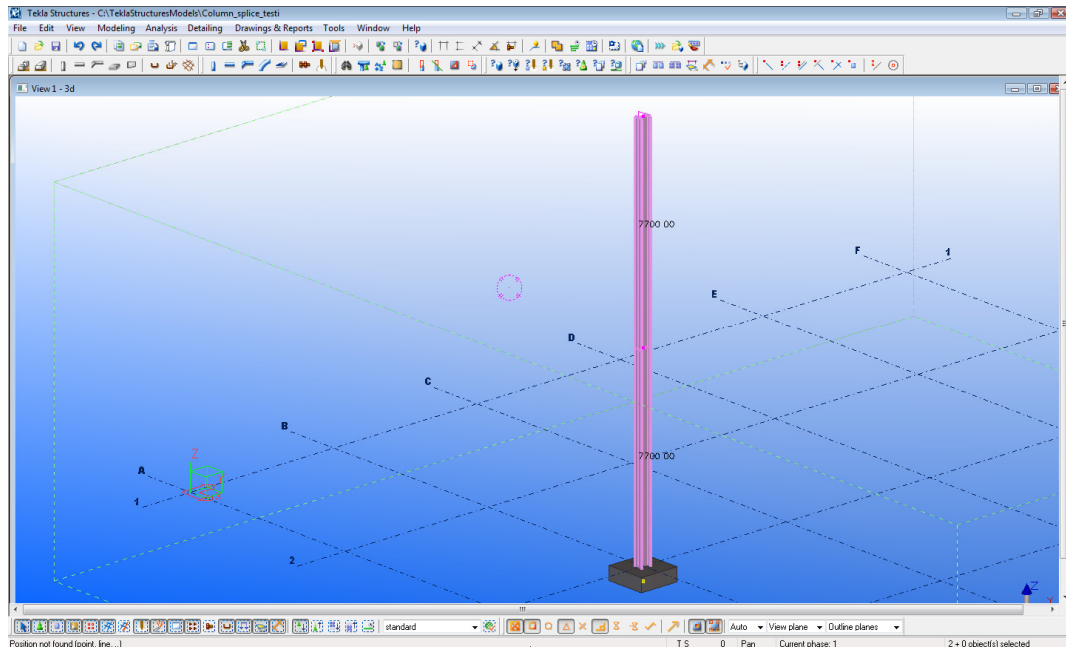 Tekla Structures - C:\TeklaStructuresModels\Column_splice_testi
File Edit View Modeling Analysis Detailing Drawings & Reports Tools Window Help
View 1 - 3d
7700.00
F
1
E
D
C
B
7700.00
Z
A
1
2
Z
standard
Auto
View plane
Outline planes
Position not found (point, line...)
T S
0
Pan
Current phase: 1
2 + 0 object(s) selected